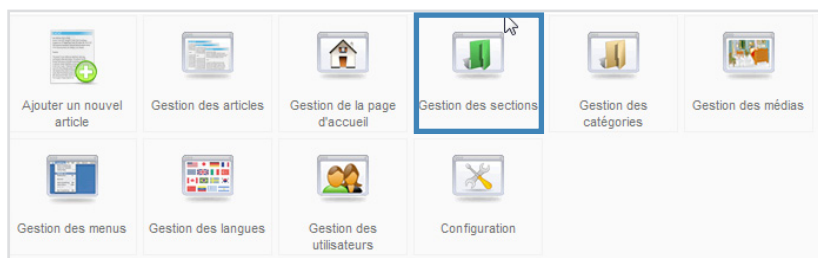 Ajouter un nouvel
article
Gestion des articles
Gestion de la page
d'accueil
Gestion des sections
Gestion des
catégories
Gestion des médias
Gestion des menus
Gestion des langues
Gestion des
utilisateurs
Configuration